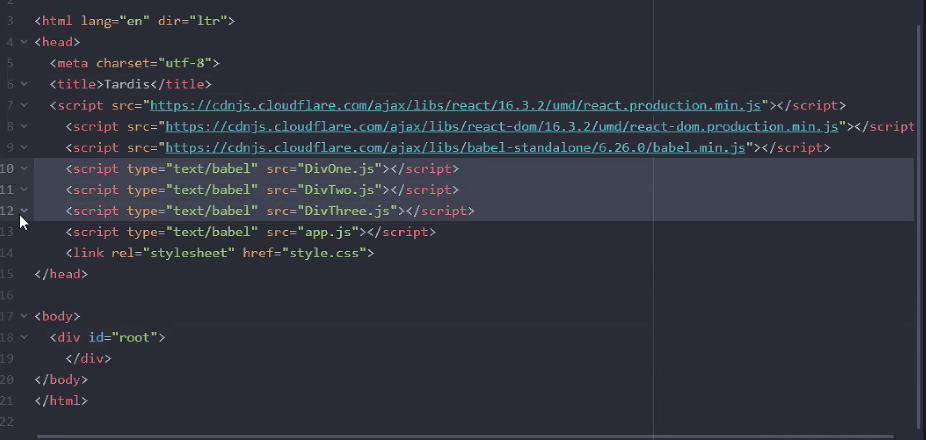 2
3 <html lang="en" dir="ltr">
4 <head>
5 <meta charset="utf-8">
6 <title>Tardis</title>
7 <script src="https://cdnjs.cloudflare.com/ajax/libs/react/16.3.2/umd/react.production.min.js"></script>
8 <script src="https://cdnjs.cloudflare.com/ajax/libs/react-dom/16.3.2/umd/react-dom.production.min.js"></script
9 <script src="https://cdnjs.cloudflare.com/ajax/libs/babel-standalone/6.26.0/babel.min.js"></script>
10 <script type="text/babel" src="DivOne.js"></script>
11 <script type="text/babel" src="DivTwo.js"></script>
12 <script type="text/babel" src="DivThree.js"></script>
13 <script type="text/babel" src="app.js"></script>
14 <link rel="stylesheet" href="style.css">
15 </head>
16
17 <body>
18 <div id="root">
19 </div>
20 </body>
21 </html>
22